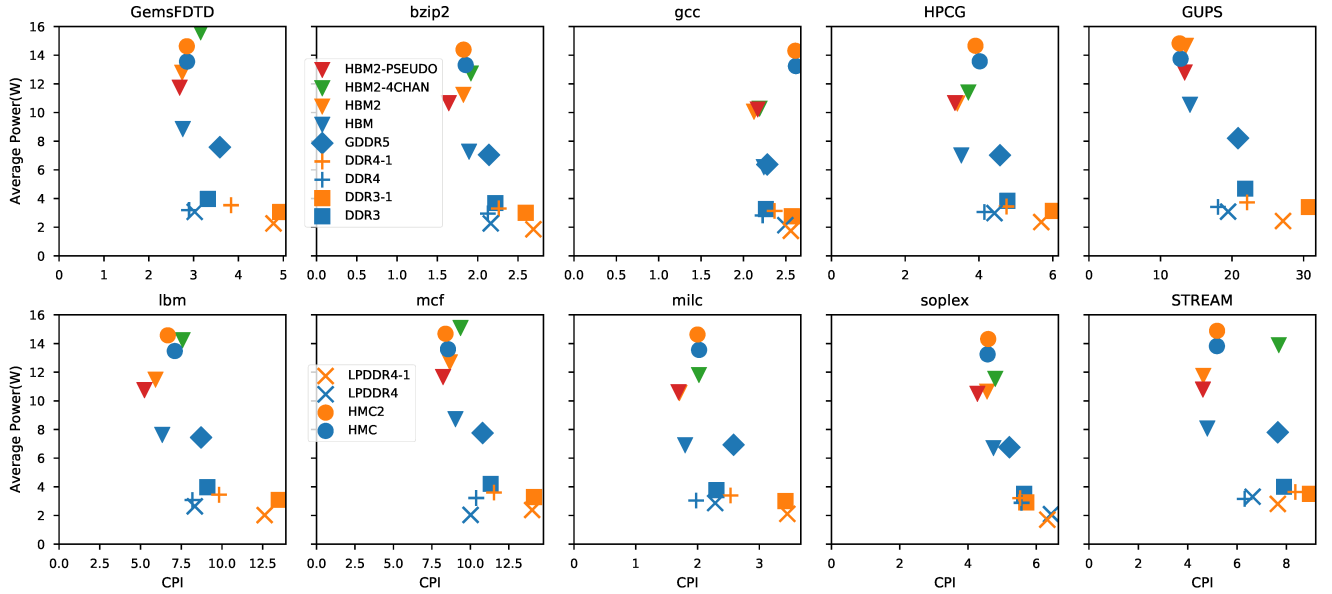 GemsFDTD
bzip2
gcc
HPCG
GUPS
Average Power(W)
16
14
12
10
8
6
4
2
0
HBM2-PSEUDO
HBM2-4CHAN
HBM2
HBM
GDDR5
DDR4-1
DDR4
DDR3-1
DDR3
0 1 2 3 4 5
0.0 0.5 1.0 1.5 2.0 2.5
0.0 0.5 1.0 1.5 2.0 2.5
0 2 4 6
0 10 20 30
lbm
mcf
milc
soplex
STREAM
Average Power(W)
16
14
12
10
8
6
4
2
0
LPDDR4-1
LPDDR4
HMC2
HMC
0.0 2.5 5.0 7.5 10.0 12.5
0.0 2.5 5.0 7.5 10.0 12.5
0 1 2 3
0 2 4 6
0 2 4 6 8
CPI
CPI
CPI
CPI
CPI